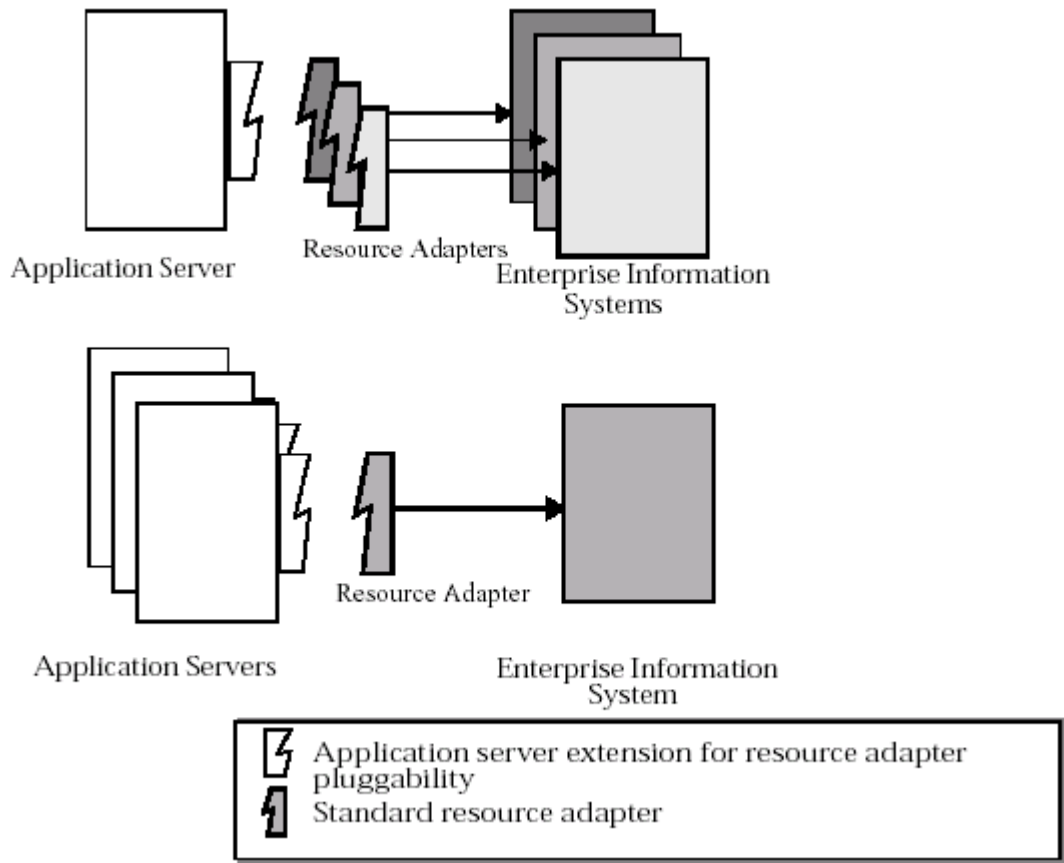 Application Server
Resource Adapters
Enterprise Information
Systems
Application Servers
Resource Adapter
Enterprise Information
System
Application server extension for resource adapter
pluggability
Standard resource adapter